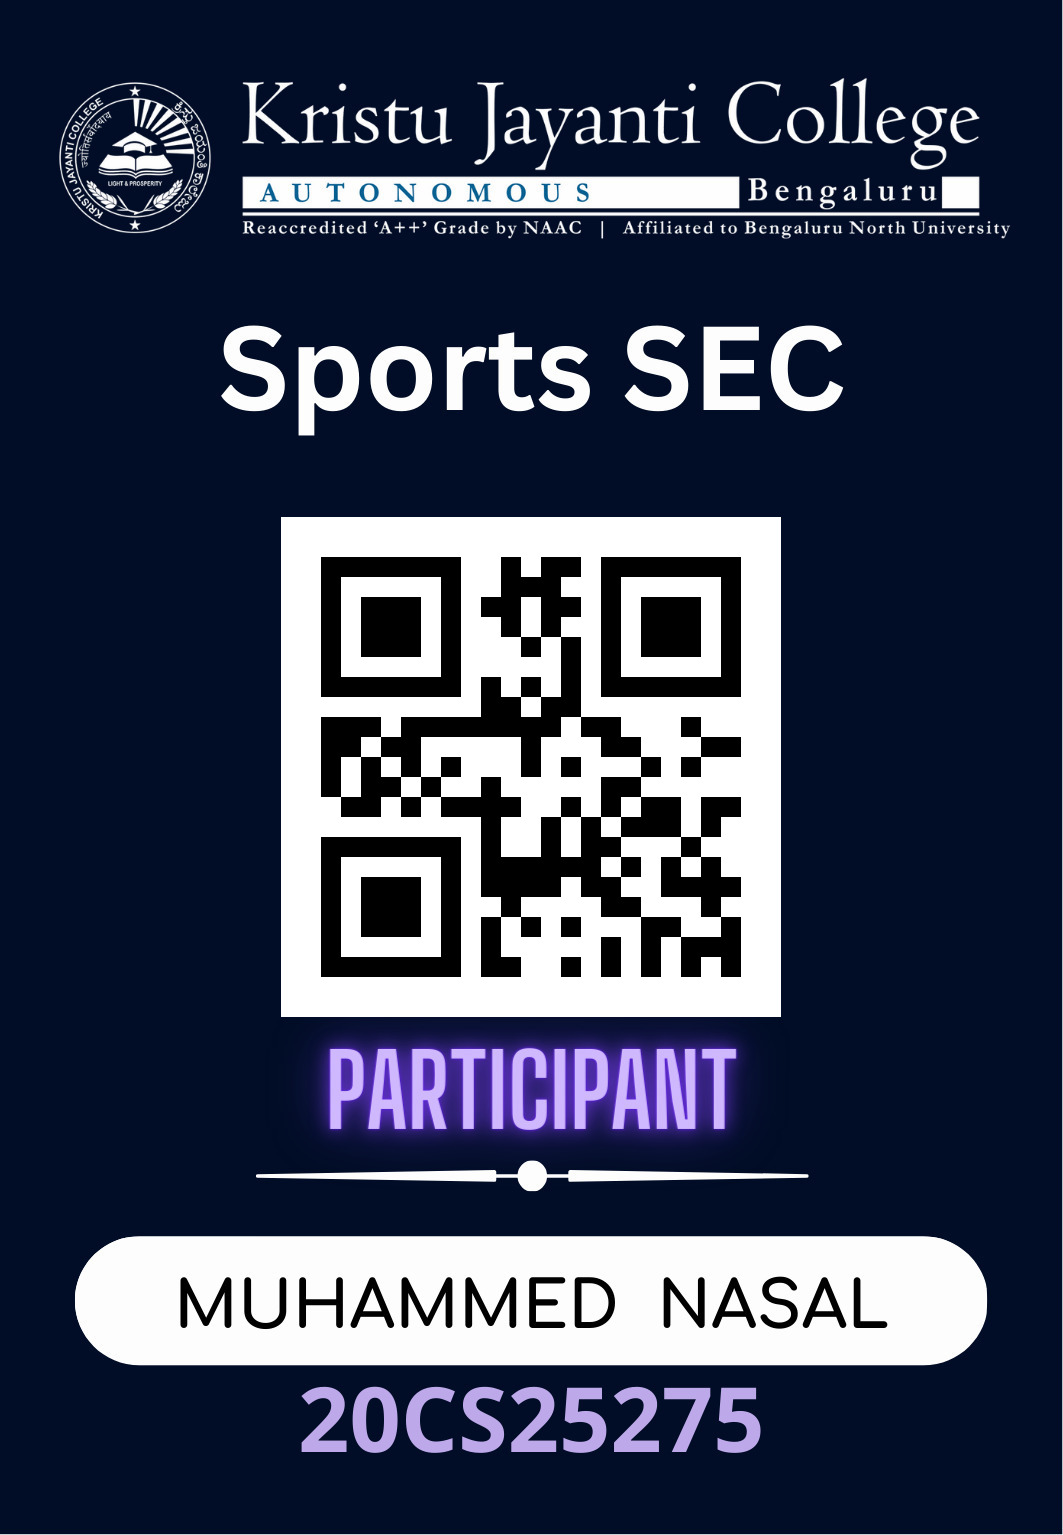 KRISTU JAYANTI COLLEGE
ಕ್ರಿಸ್ತು ಜಯಂತಿ ಕಾಲೇಜು
LIGHT & PROSPERITY
Kristu Jayanti College
AUTONOMOUS Bengaluru
Reaccredited ‘A++’ Grade by NAAC | Affiliated to Bengaluru North University
Sports SEC
PARTICIPANT
MUHAMMED NASAL
20CS25275